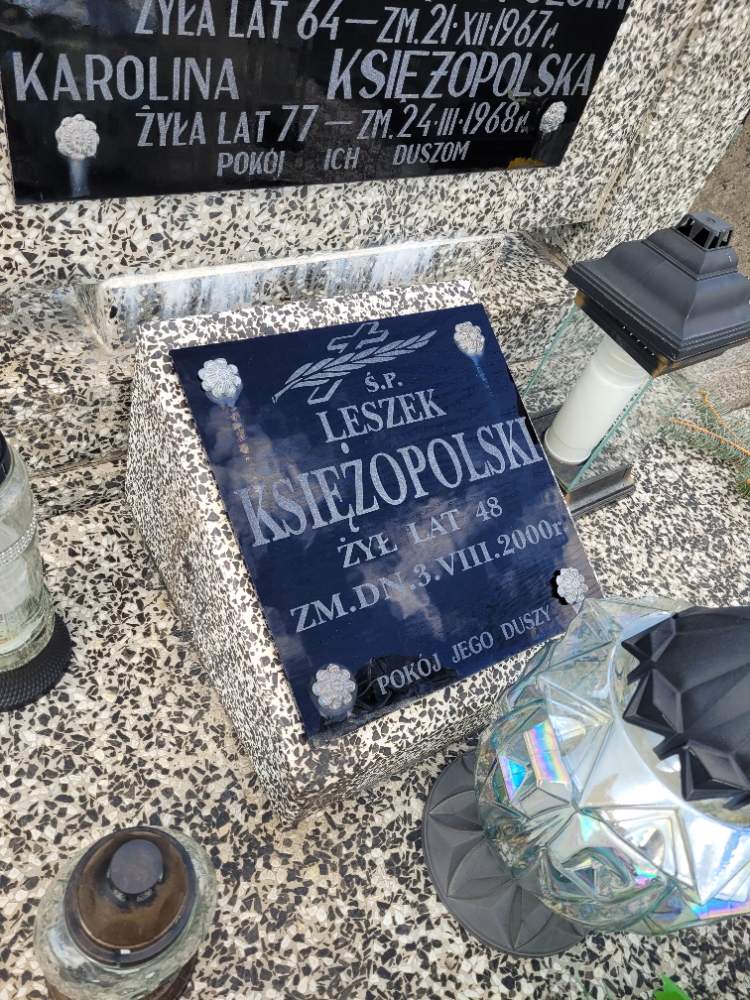 ŻYŁA LAT 64 — ZM. 21·XII·1967r.
KAROLINA KSIĘŻOPOLSKA
ŻYŁA LAT 77 — ZM. 24·III·1968r.
POKÓJ ICH DUSZOM
Ś.P.
LESZEK
KSIĘŻOPOLSKI
ŻYŁ LAT 48
ZM.DN.3.VIII.2000r.
POKÓJ JEGO DUSZY